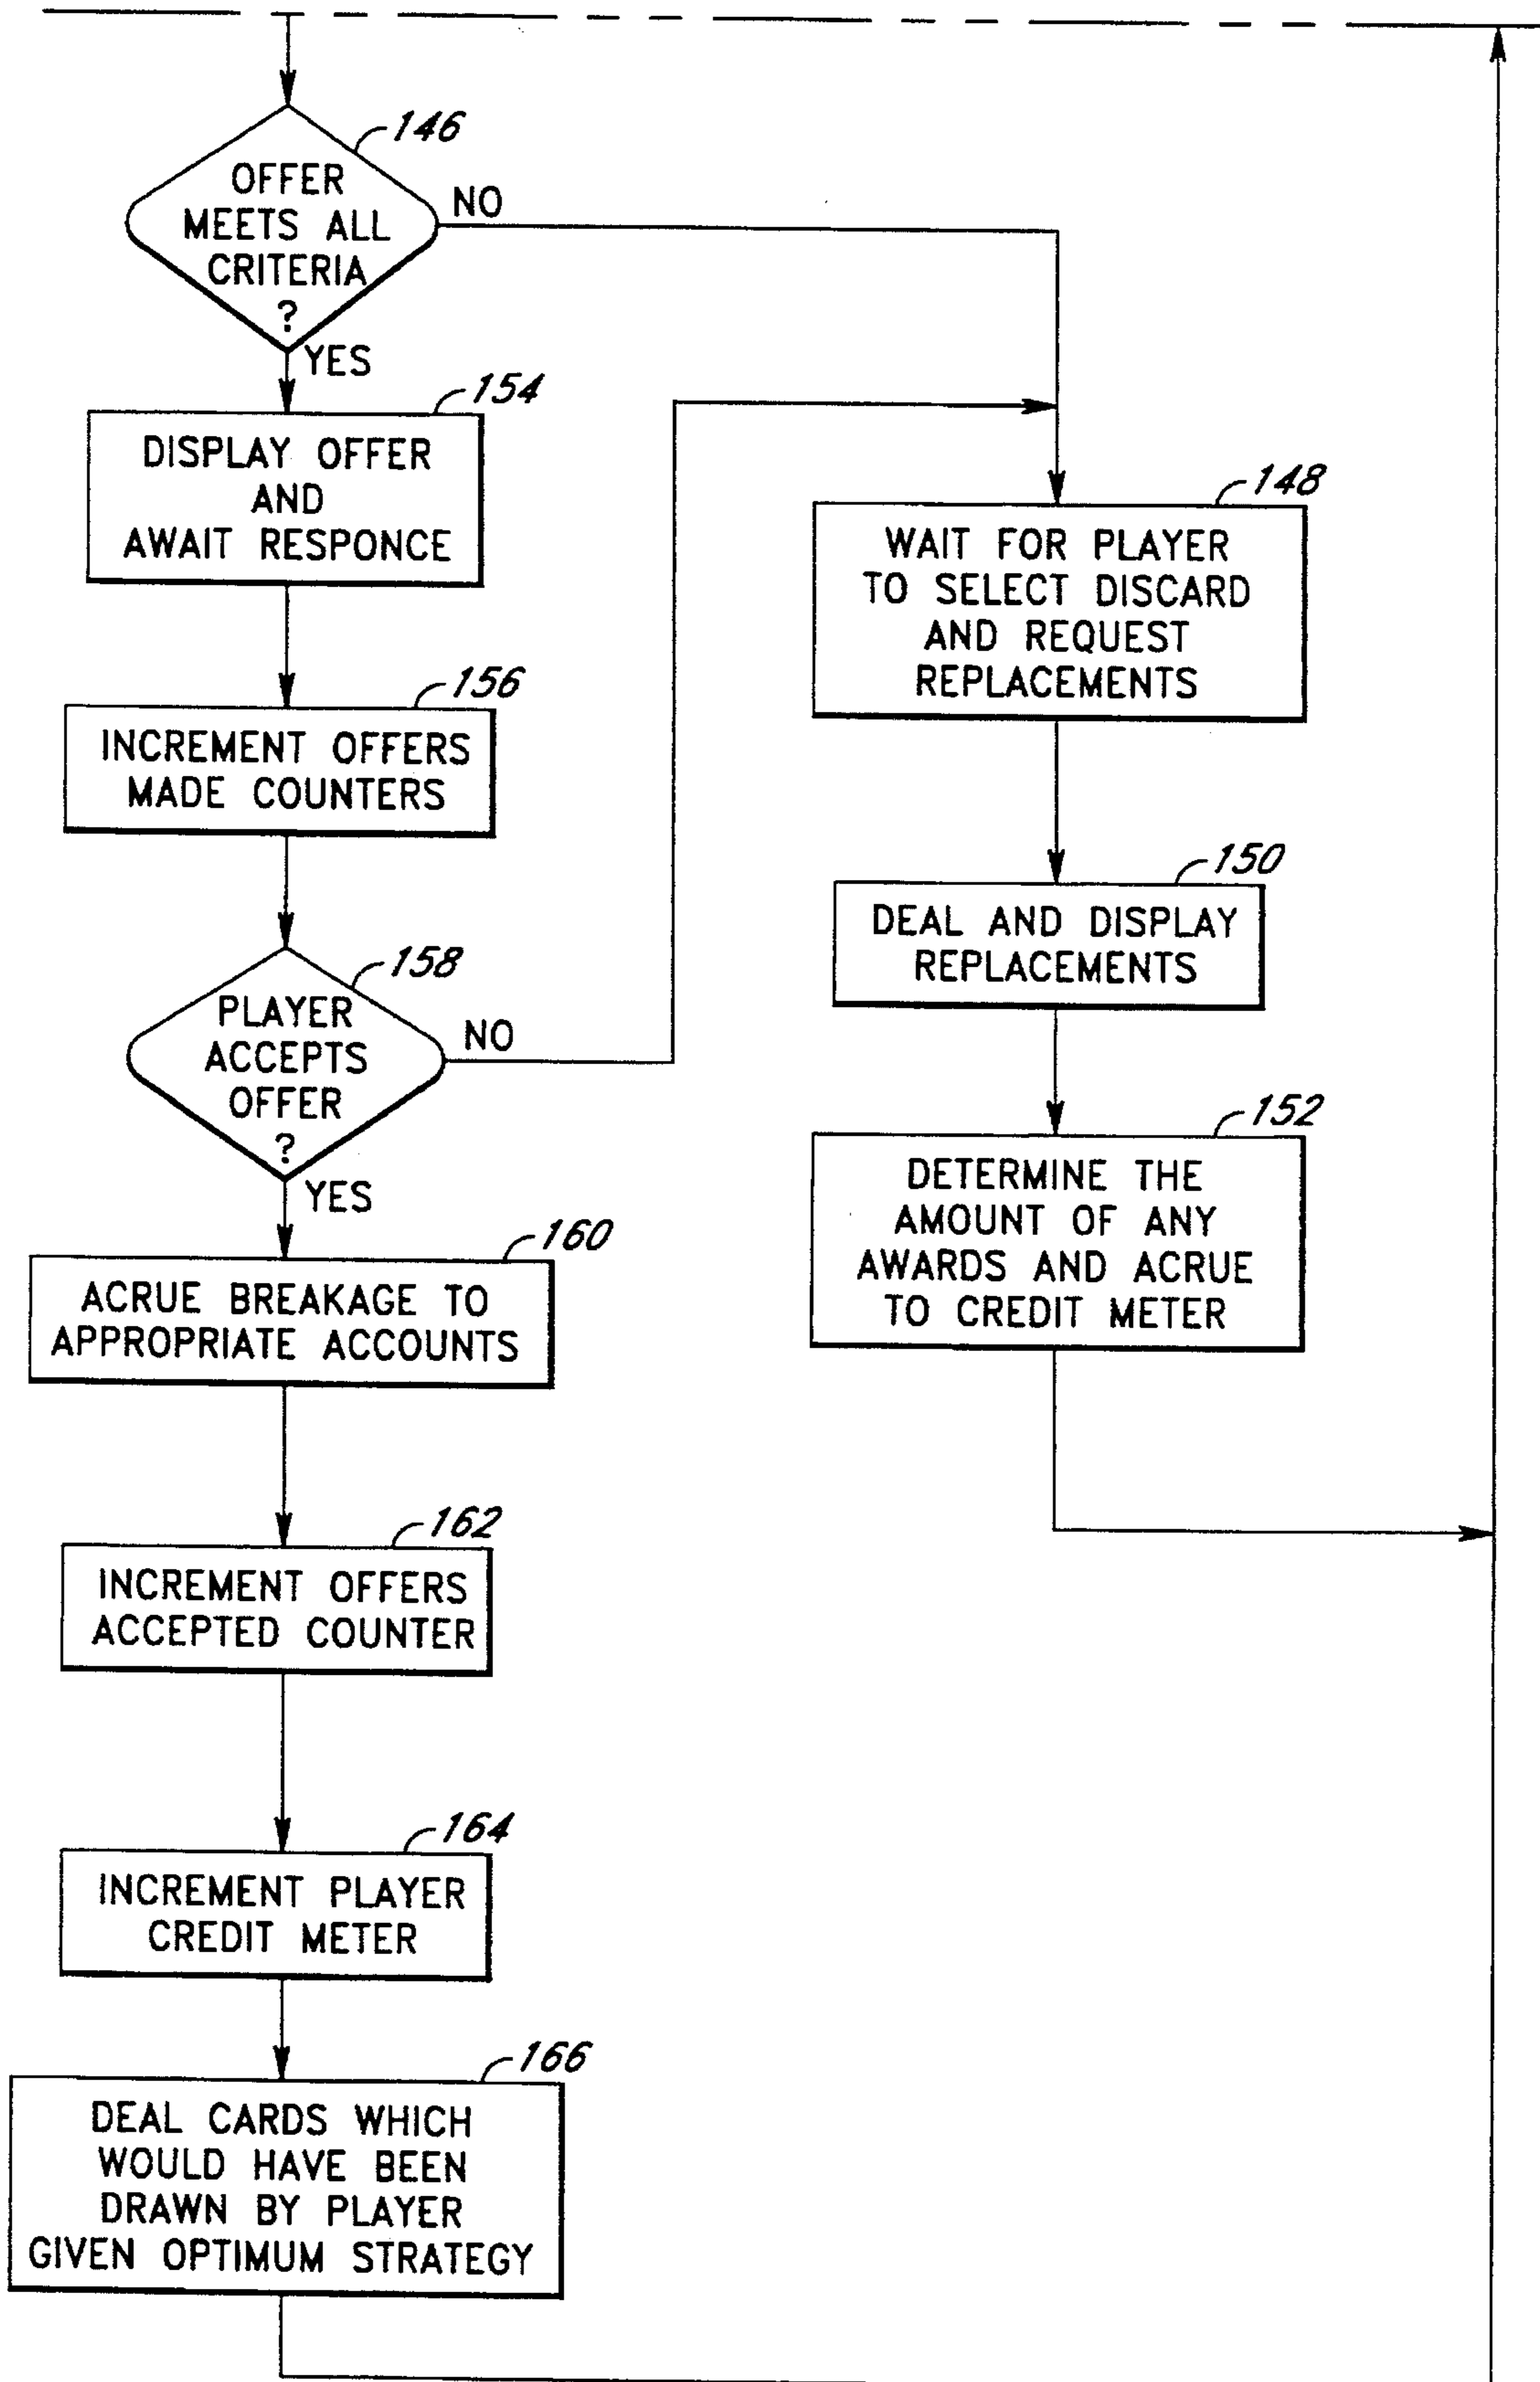 146
OFFER
MEETS ALL
CRITERIA
?
NO
YES
154
DISPLAY OFFER
AND
AWAIT RESPONCE
156
INCREMENT OFFERS
MADE COUNTERS
158
PLAYER
ACCEPTS
OFFER
?
NO
YES
160
ACRUE BREAKAGE TO
APPROPRIATE ACCOUNTS
162
INCREMENT OFFERS
ACCEPTED COUNTER
164
INCREMENT PLAYER
CREDIT METER
166
DEAL CARDS WHICH
WOULD HAVE BEEN
DRAWN BY PLAYER
GIVEN OPTIMUM STRATEGY
148
WAIT FOR PLAYER
TO SELECT DISCARD
AND REQUEST
REPLACEMENTS
150
DEAL AND DISPLAY
REPLACEMENTS
152
DETERMINE THE
AMOUNT OF ANY
AWARDS AND ACRUE
TO CREDIT METER